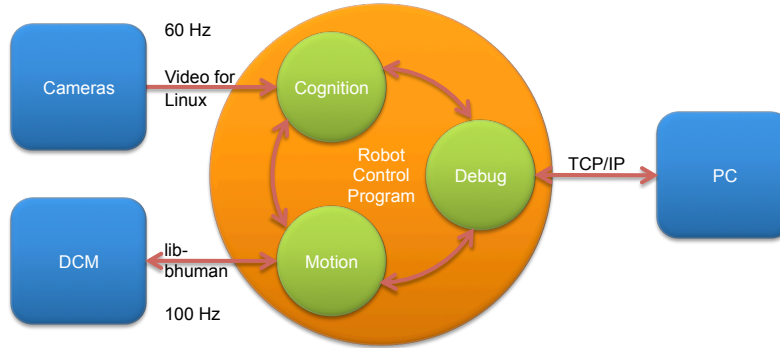 60 Hz
Cameras
Video for
Linux
Cognition
Robot
Control
Program
Debug
TCP/IP
PC
DCM
lib-
bhuman
Motion
100 Hz